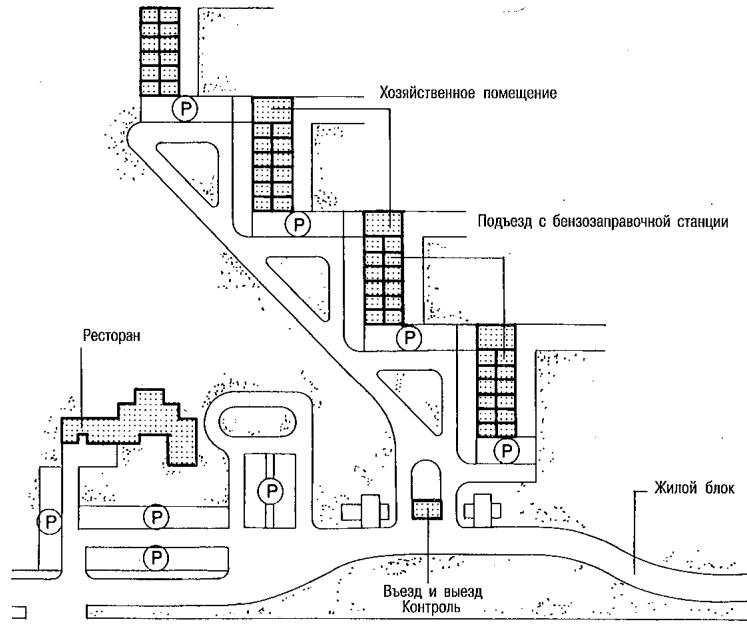 P
Хозяйственное помещение
P
Подъезд с бензозаправочной станции
Ресторан
P
P
P
Жилой блок
P
P
P
Въезд и выезд
Контроль